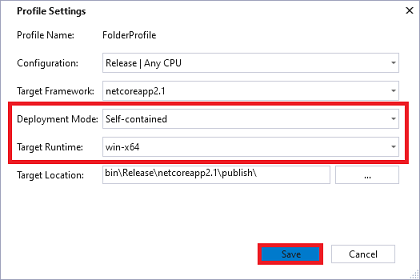 Profile Settings
Profile Name: FolderProfile
Configuration: Release | Any CPU
Target Framework: netcoreapp2.1
Deployment Mode: Self-contained
Target Runtime: win-x64
Target Location: bin\Release\netcoreapp2.1\publish\ ...
Save Cancel